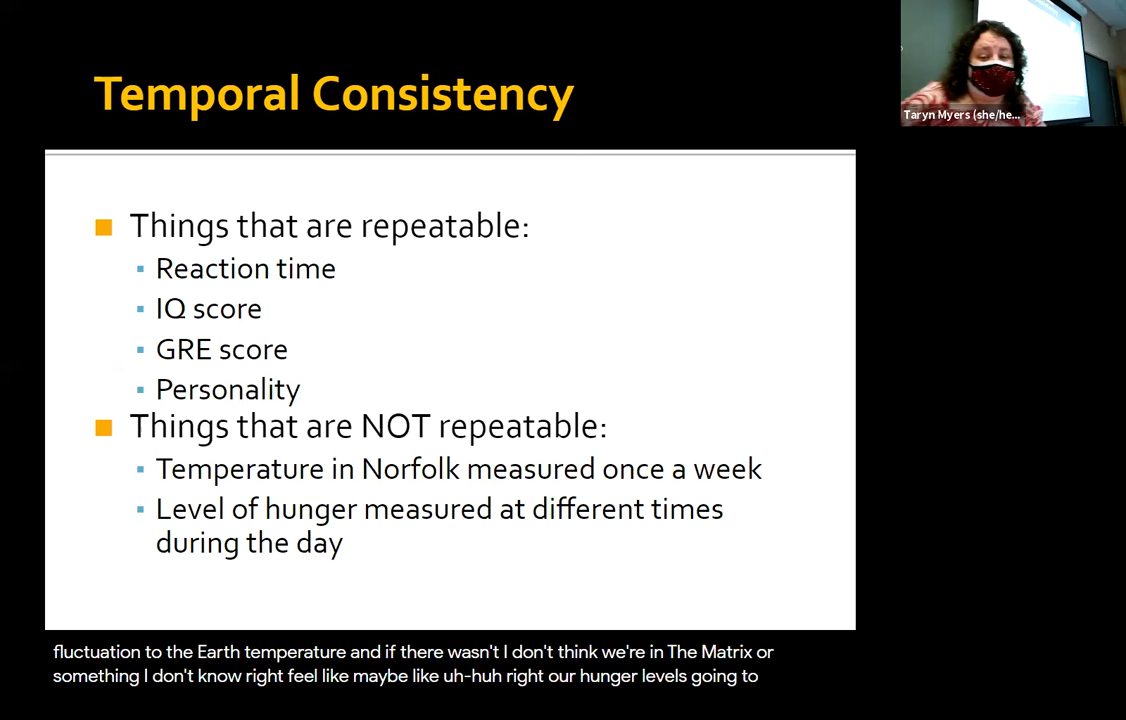 Temporal Consistency
Taryn Myers (she/he...
Things that are repeatable:
Reaction time
IQ score
GRE score
Personality
Things that are NOT repeatable:
Temperature in Norfolk measured once a week
Level of hunger measured at different times
during the day
fluctuation to the Earth temperature and if there wasn't I don't think we're in The Matrix or
something I don't know right feel like maybe like uh-huh right our hunger levels going to